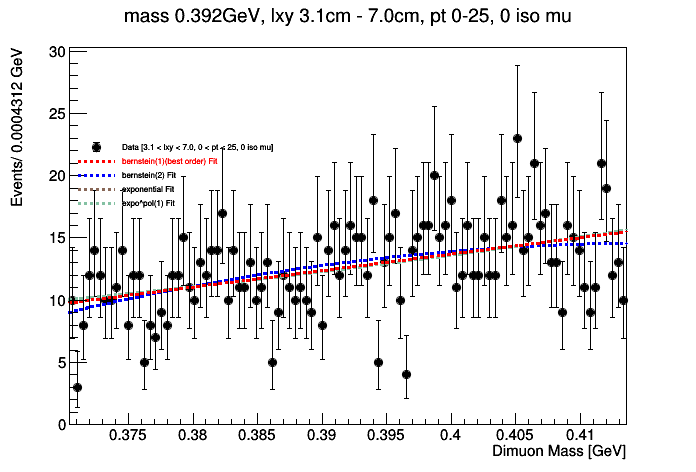 mass 0.392GeV, lxy 3.1cm - 7.0cm, pt 0-25, 0 iso mu
Events/ 0.0004312 GeV
30
25
20
15
10
5
0
Data [3.1 < lxy < 7.0, 0 < pt < 25, 0 iso mu]
bernstein(1)(best order) Fit
bernstein(2) Fit
exponential Fit
expo*pol(1) Fit
0.375 0.38 0.385 0.39 0.395 0.4 0.405 0.41
Dimuon Mass [GeV]